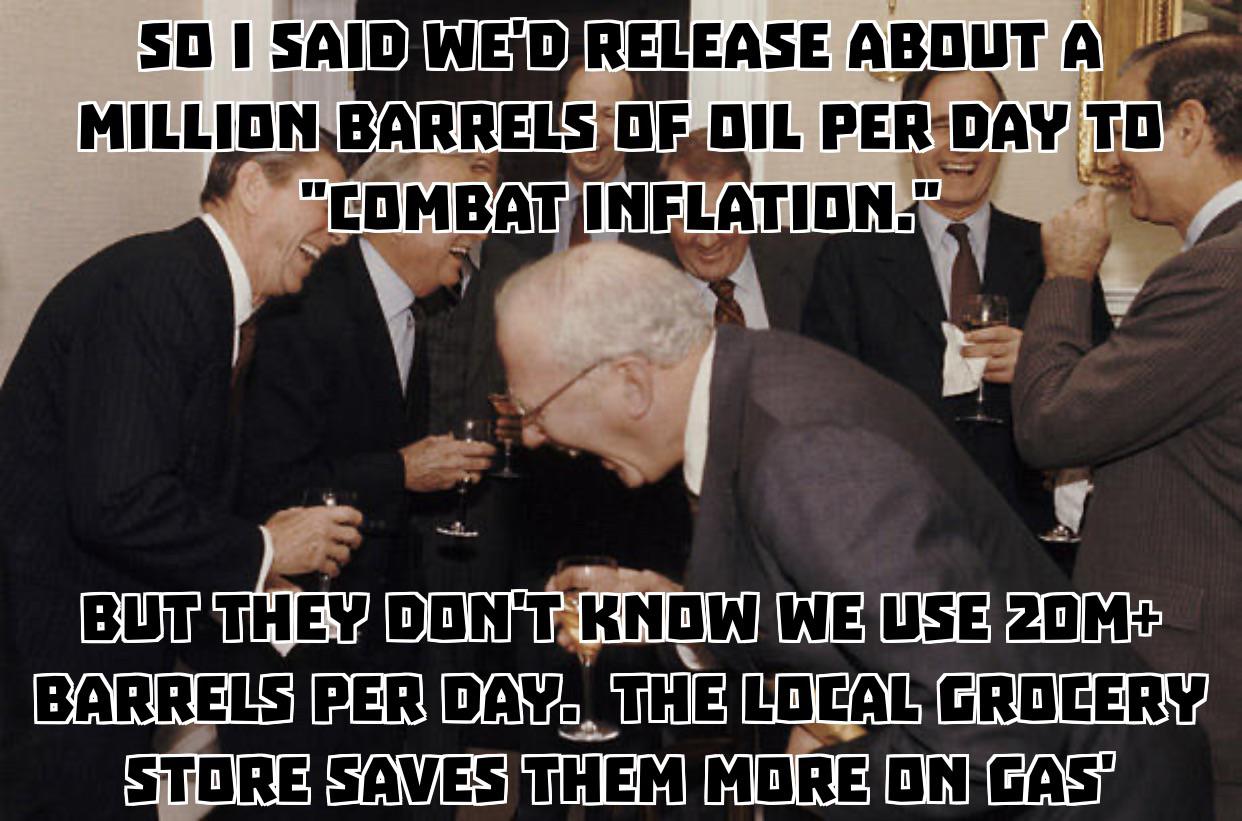 SO I SAID WE'D RELEASE ABOUT A
MILLION BARRELS OF OIL PER DAY TO
"COMBAT INFLATION."
BUT THEY DON'T KNOW WE USE 20M+
BARRELS PER DAY. THE LOCAL GROCERY
STORE SAVES THEM MORE ON GAS'